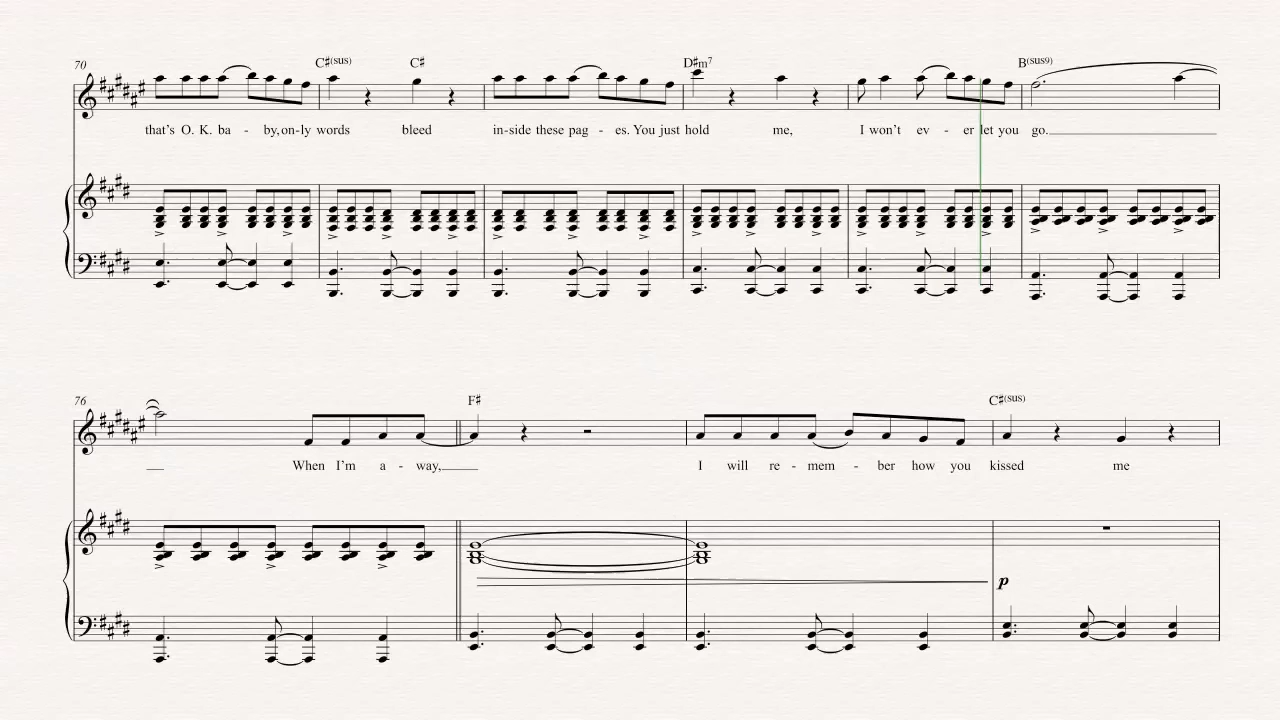 70 C♯(sus) C♯ D♯m7 B(sus9)
that's O. K. ba - by, on-ly words bleed in-side these pag - es. You just hold me, I won't ev - er let you go.
76 F♯ C♯(sus)
When I'm a - way, I will re - mem - ber how you kissed me
p